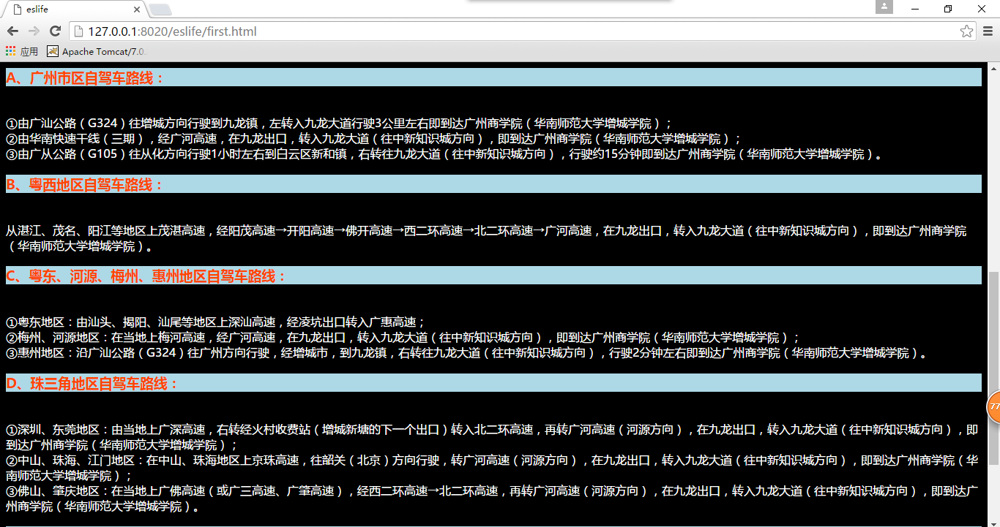 eslife
127.0.0.1:8020/eslife/first.html
应用 Apache Tomcat/7.0
A、广州市区自驾车路线：
①由广汕公路（G324）往增城方向行驶到九龙镇，左转入九龙大道行驶3公里左右即到达广州商学院（华南师范大学增城学院）；
②由华南快速干线（三期），经广河高速，在九龙出口，转入九龙大道（往中新知识城方向），即到达广州商学院（华南师范大学增城学院）；
③由广从公路（G105）往从化方向行驶1小时左右到白云区新和镇，右转往九龙大道（往中新知识城方向），行驶约15分钟即到达广州商学院（华南师范大学增城学院）。
B、粤西地区自驾车路线：
从湛江、茂名、阳江等地区上茂湛高速，经阳茂高速→开阳高速→佛开高速→西二环高速→北二环高速→广河高速，在九龙出口，转入九龙大道（往中新知识城方向），即到达广州商学院
（华南师范大学增城学院）。
C、粤东、河源、梅州、惠州地区自驾车路线：
①粤东地区：由汕头、揭阳、汕尾等地区上深汕高速，经凌坑出口转入广惠高速；
②梅州、河源地区：在当地上梅河高速，经广河高速，在九龙出口，转入九龙大道（往中新知识城方向），即到达广州商学院（华南师范大学增城学院）；
③惠州地区：沿广汕公路（G324）往广州方向行驶，经增城市，到九龙镇，右转往九龙大道（往中新知识城方向），行驶2分钟左右即到达广州商学院（华南师范大学增城学院）。
D、珠三角地区自驾车路线：
①深圳、东莞地区：由当地上广深高速，右转经火村收费站（增城新塘的下一个出口）转入北二环高速，再转广河高速（河源方向），在九龙出口，转入九龙大道（往中新知识城方向），即
到达广州商学院（华南师范大学增城学院）；
②中山、珠海、江门地区：在中山、珠海地区上京珠高速，往韶关（北京）方向行驶，转广河高速（河源方向），在九龙出口，转入九龙大道（往中新知识城方向），即到达广州商学院（华
南师范大学增城学院）；
③佛山、肇庆地区：在当地上广佛高速（或广三高速、广肇高速），经西二环高速→北二环高速，再转广河高速（河源方向），在九龙出口，转入九龙大道（往中新知识城方向），即到达广
州商学院（华南师范大学增城学院）。
77